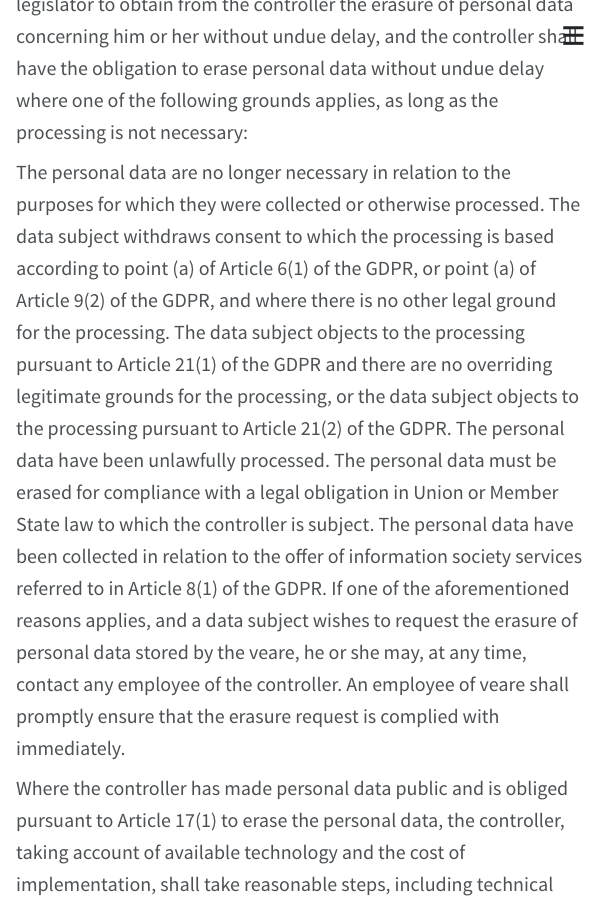 legislator to obtain from the controller the erasure of personal data
concerning him or her without undue delay, and the controller shall
have the obligation to erase personal data without undue delay
where one of the following grounds applies, as long as the
processing is not necessary:
The personal data are no longer necessary in relation to the
purposes for which they were collected or otherwise processed. The
data subject withdraws consent to which the processing is based
according to point (a) of Article 6(1) of the GDPR, or point (a) of
Article 9(2) of the GDPR, and where there is no other legal ground
for the processing. The data subject objects to the processing
pursuant to Article 21(1) of the GDPR and there are no overriding
legitimate grounds for the processing, or the data subject objects to
the processing pursuant to Article 21(2) of the GDPR. The personal
data have been unlawfully processed. The personal data must be
erased for compliance with a legal obligation in Union or Member
State law to which the controller is subject. The personal data have
been collected in relation to the offer of information society services
referred to in Article 8(1) of the GDPR. If one of the aforementioned
reasons applies, and a data subject wishes to request the erasure of
personal data stored by the veare, he or she may, at any time,
contact any employee of the controller. An employee of veare shall
promptly ensure that the erasure request is complied with
immediately.
Where the controller has made personal data public and is obliged
pursuant to Article 17(1) to erase the personal data, the controller,
taking account of available technology and the cost of
implementation, shall take reasonable steps, including technical